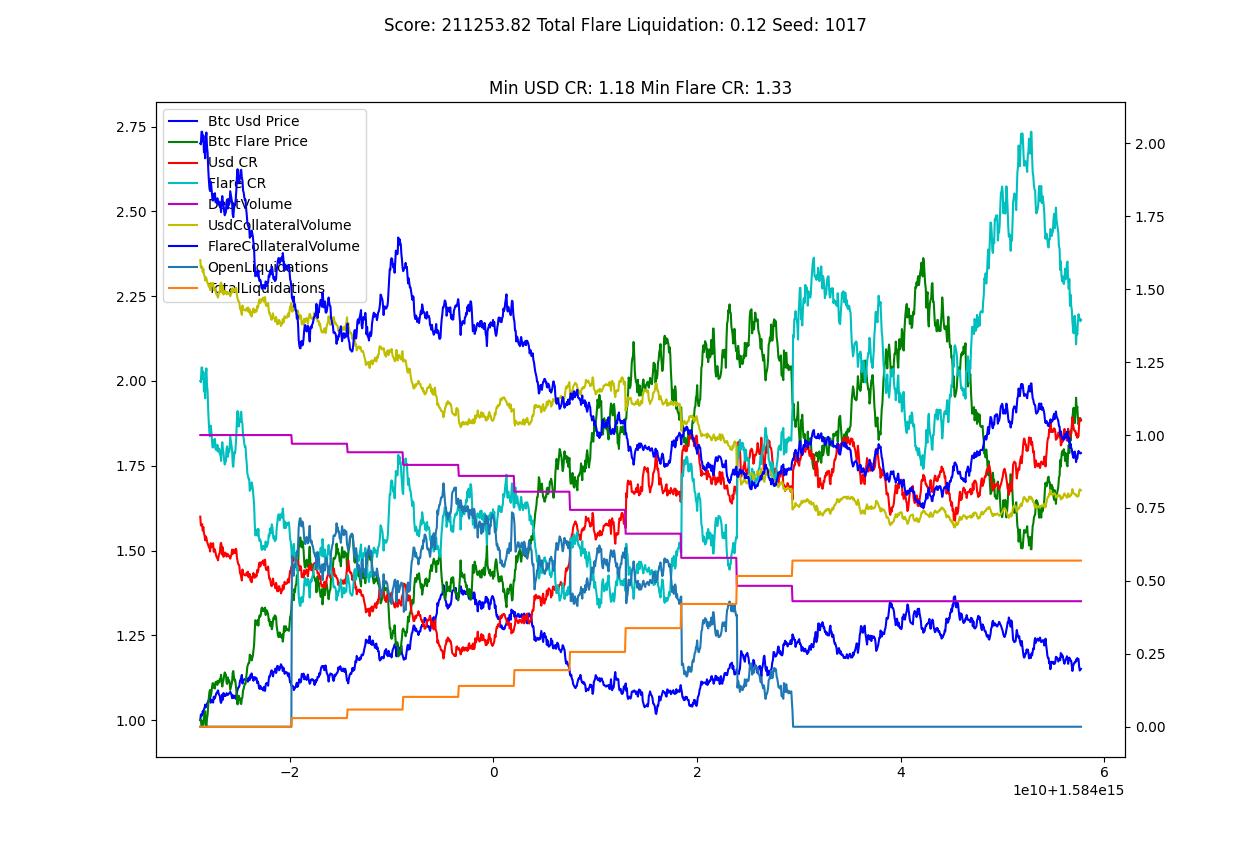 Score: 211253.82 Total Flare Liquidation: 0.12 Seed: 1017
Min USD CR: 1.18 Min Flare CR: 1.33
Btc Usd Price
Btc Flare Price
Usd CR
Flare CR
DebtVolume
UsdCollateralVolume
FlareCollateralVolume
OpenLiquidations
TotalLiquidations
2.75
2.50
2.25
2.00
1.75
1.50
1.25
1.00
2.00
1.75
1.50
1.25
1.00
0.75
0.50
0.25
0.00
−2
0
2
4
6
1e10+1.584e15